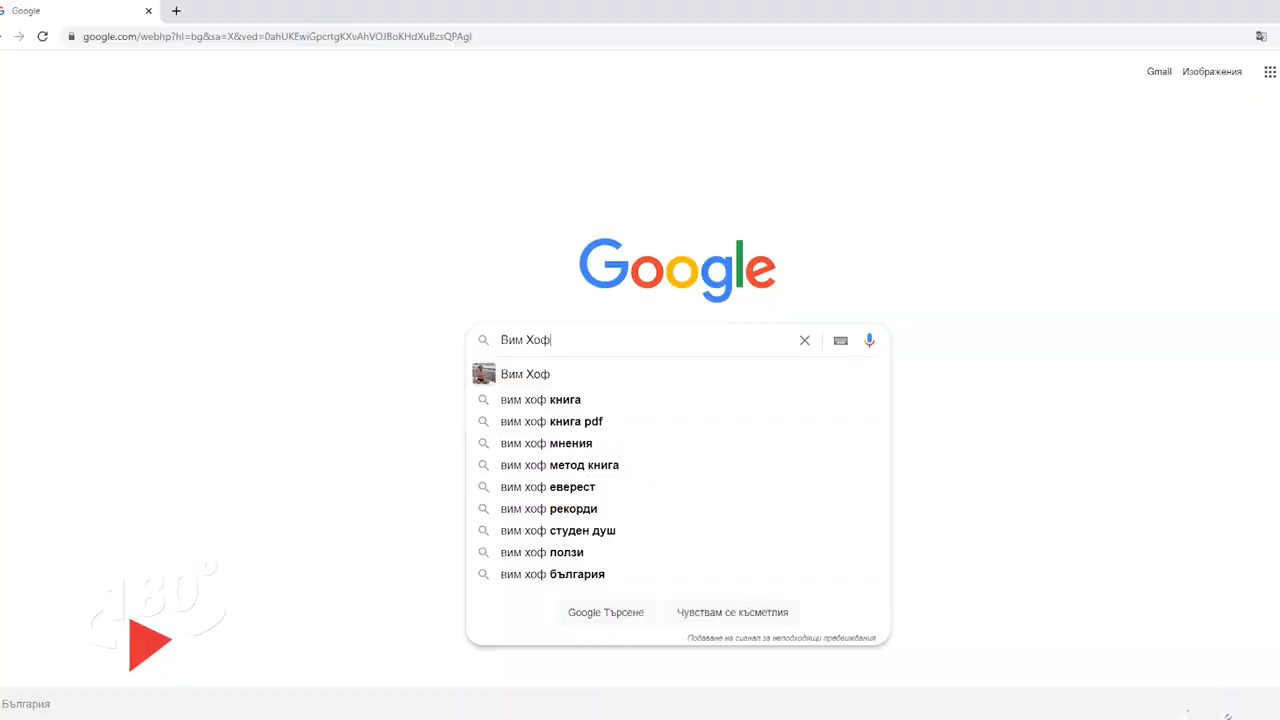 Google
google.com/webhp?hl=bg&sa=X&ved=0ahUKEwiGpcrtgKXvAhVOJBoKHdXuBzsQPAgI
Gmail Изображения
Google
Вим Хоф
Вим Хоф
вим хоф книга
вим хоф книга pdf
вим хоф мнения
вим хоф метод книга
вим хоф еверест
вим хоф рекорди
вим хоф студен душ
вим хоф ползи
вим хоф българия
Google Търсене Чувствам се късметлия
Подаване на сигнал за неподходящи предвиждания
180°
България